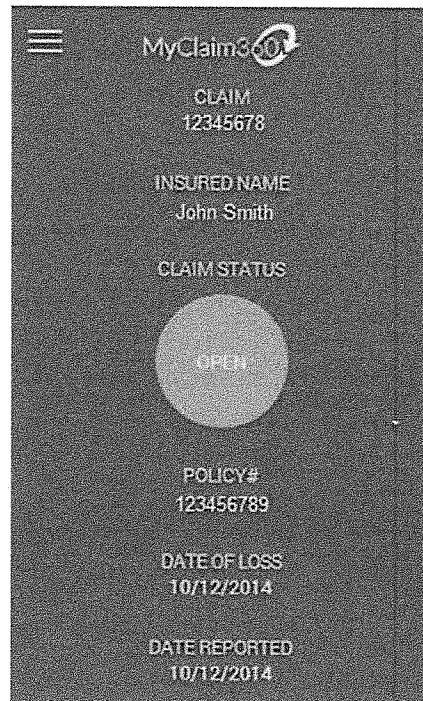 MyClaim360
CLAIM
12345678
INSURED NAME
John Smith
CLAIM STATUS
OPEN
POLICY#
123456789
DATE OF LOSS
10/12/2014
DATE REPORTED
10/12/2014